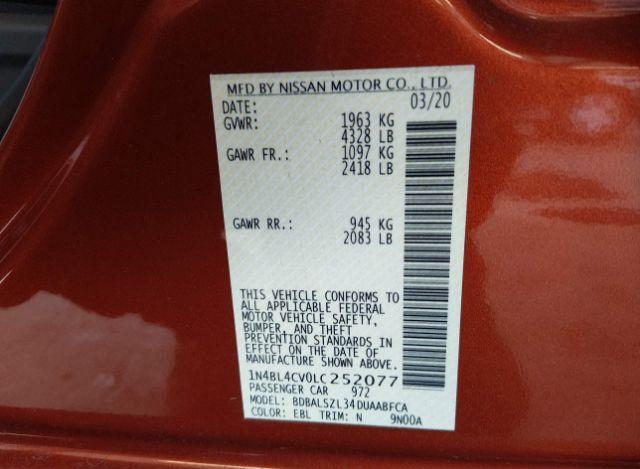 MFD BY NISSAN MOTOR CO., LTD.
DATE: 03/20
GVWR: 1963 KG
4328 LB
GAWR FR.: 1097 KG
2418 LB
GAWR RR.: 945 KG
2083 LB
THIS VEHICLE CONFORMS TO
ALL APPLICABLE FEDERAL
MOTOR VEHICLE SAFETY,
BUMPER, AND THEFT
PREVENTION STANDARDS IN
EFFECT ON THE DATE OF
MANUFACTURE SHOWN ABOVE.
1N4BL4CV0LC252077
PASSENGER CAR 972
MODEL: BDBALSZL34DUAABFCA
COLOR: EBL TRIM: N 9N00A